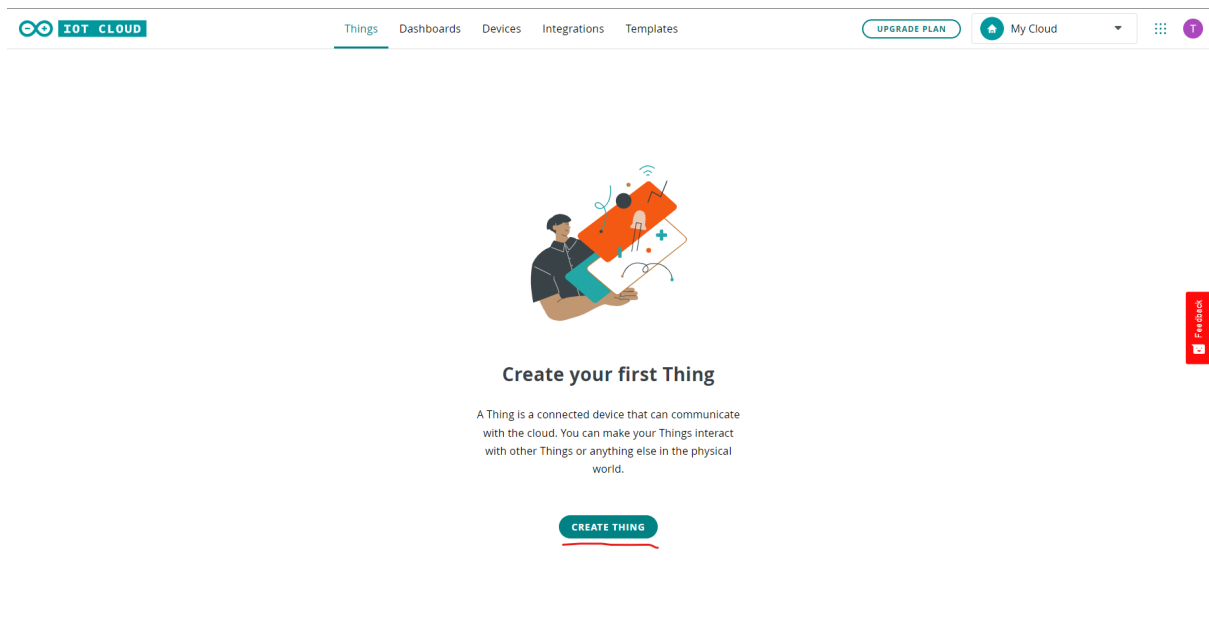 IOT CLOUD
Things Dashboards Devices Integrations Templates
UPGRADE PLAN
My Cloud
T
Feedback
Create your first Thing
A Thing is a connected device that can communicate
with the cloud. You can make your Things interact
with other Things or anything else in the physical
world.
CREATE THING